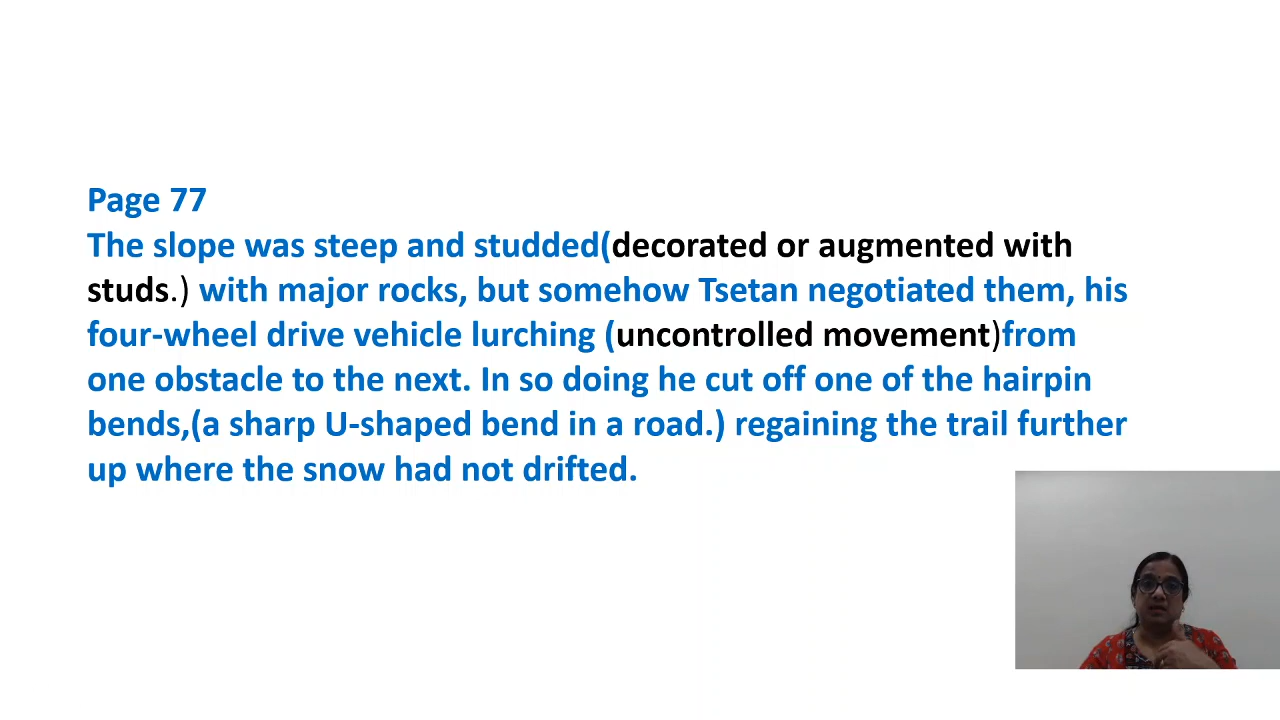 Page 77
The slope was steep and studded(decorated or augmented with
studs.) with major rocks, but somehow Tsetan negotiated them, his
four-wheel drive vehicle lurching (uncontrolled movement)from
one obstacle to the next. In so doing he cut off one of the hairpin
bends,(a sharp U-shaped bend in a road.) regaining the trail further
up where the snow had not drifted.